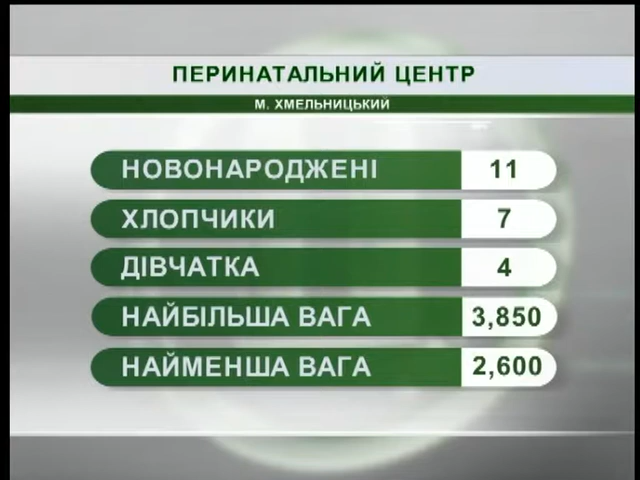 ПЕРИНАТАЛЬНИЙ ЦЕНТР
М. ХМЕЛЬНИЦЬКИЙ
НОВОНАРОДЖЕНІ 11
ХЛОПЧИКИ 7
ДІВЧАТКА 4
НАЙБІЛЬША ВАГА 3,850
НАЙМЕНША ВАГА 2,600